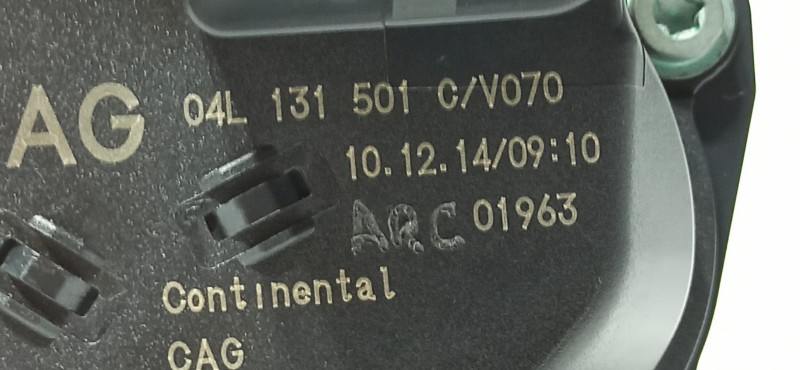 AG 04L 131 501 C/V070
10.12.14/09:10
ARC 01963
Continental
CAG